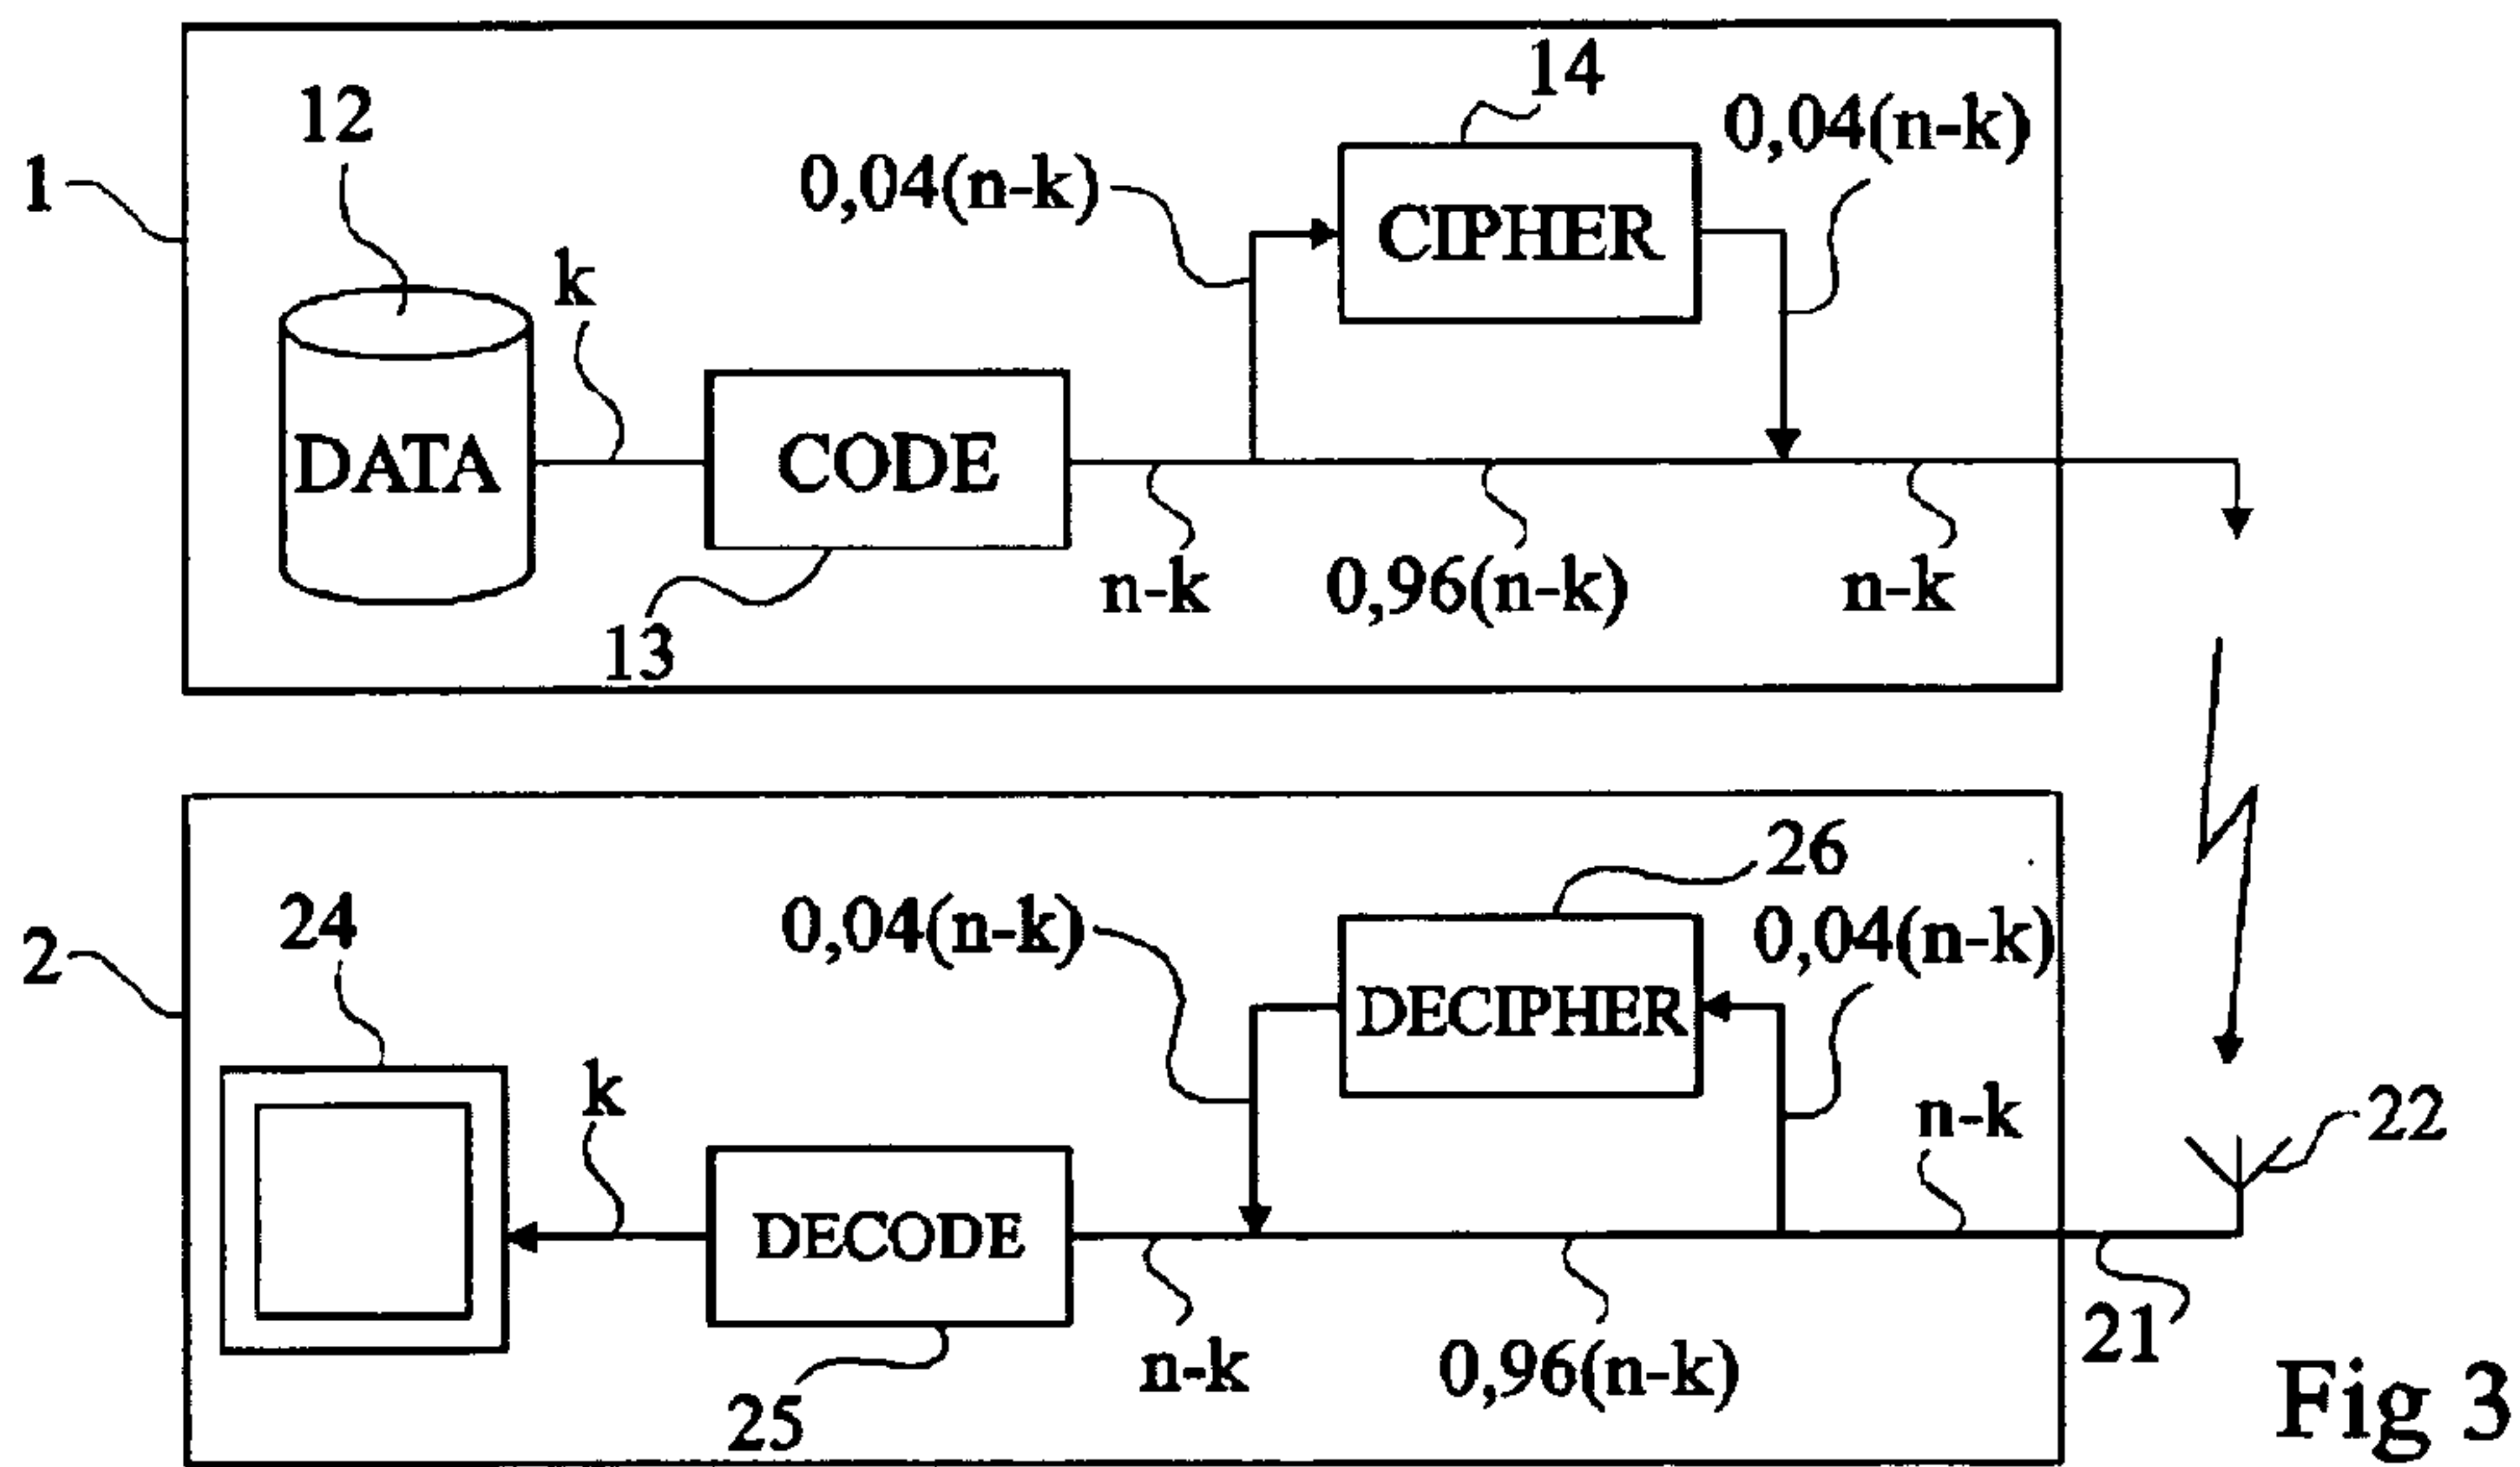 14
12
0,04(n-k)
1
0,04(n-k)
CIPHER
k
DATA
CODE
n-k
0,96(n-k)
n-k
13
26
24
0,04(n-k)
0,04(n-k)
2
DECIPHER
k
n-k
22
DECODE
21
n-k
0,96(n-k)
25
Fig 3